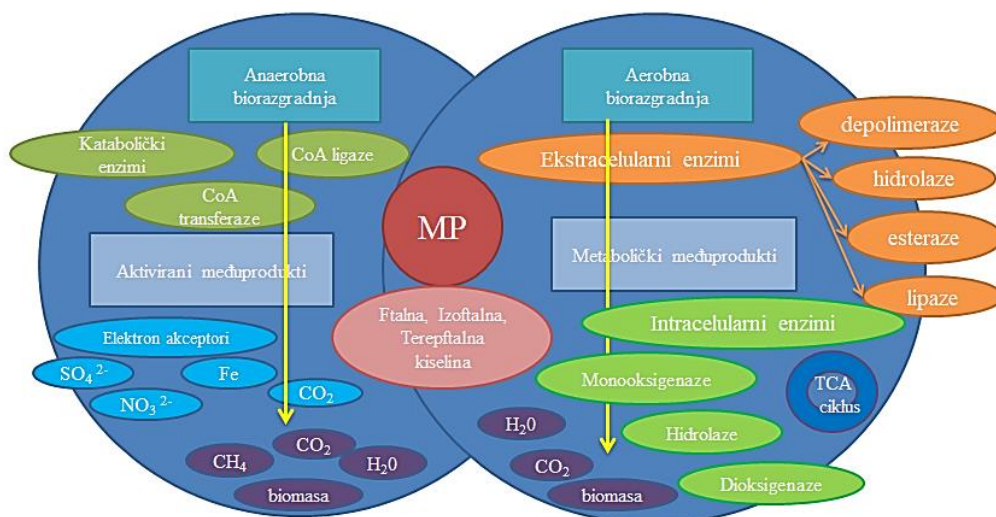 Anaerobna
biorazgradnja
Katabolički
enzimi
CoA ligaze
CoA
transferaze
Aktivirani međuprodukti
Elektron akceptori
SO4 2-
Fe
NO3 2-
CO2
CH4
CO2
H20
biomasa
MP
Ftalna, Izoftalna,
Terepftalna
kiselina
Aerobna
biorazgradnja
Ekstracelularni enzimi
depolimeraze
hidrolaze
esteraze
lipaze
Metabolički međuprodukti
Intracelularni enzimi
Monooksigenaze
TCA
ciklus
Hidrolaze
Dioksigenaze
H20
CO2
biomasa